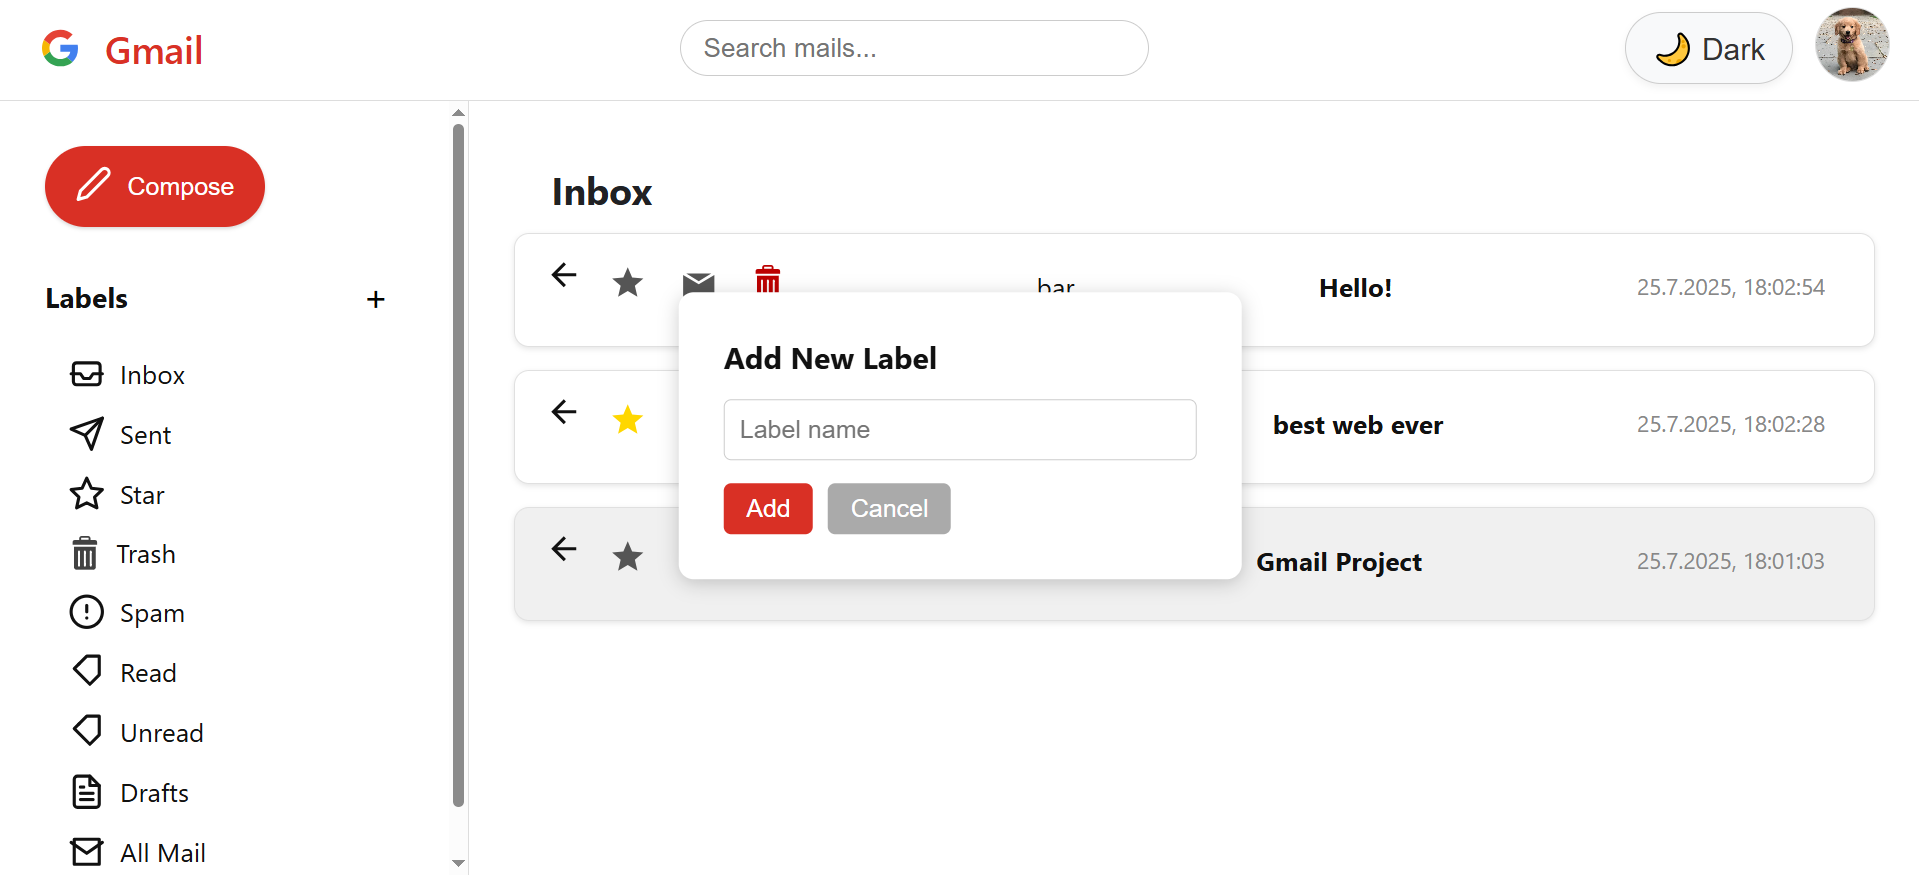 Gmail
Search mails...
Dark
Compose
Labels
+
Inbox
Sent
Star
Trash
Spam
Read
Unread
Drafts
All Mail
Inbox
bar Hello! 25.7.2025, 18:02:54
best web ever 25.7.2025, 18:02:28
Gmail Project 25.7.2025, 18:01:03
Add New Label
Label name
Add Cancel